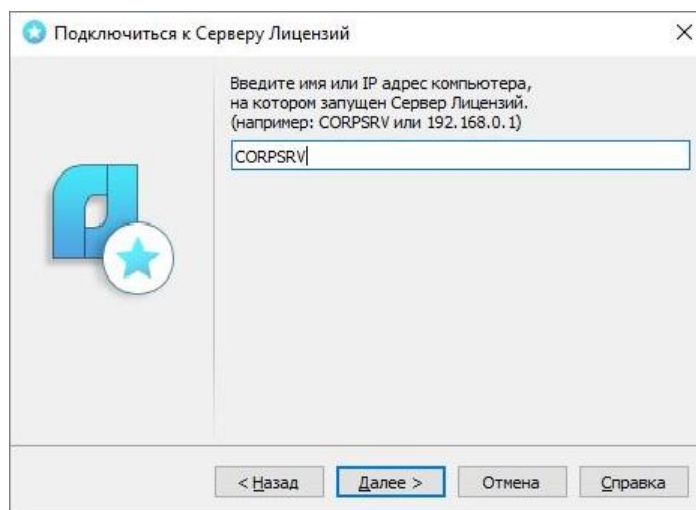 Подключиться к Серверу Лицензий
Введите имя или IP адрес компьютера,
на котором запущен Сервер Лицензий.
(например: CORPSRV или 192.168.0.1)
CORPSRV
< Назад
Далее >
Отмена
Справка